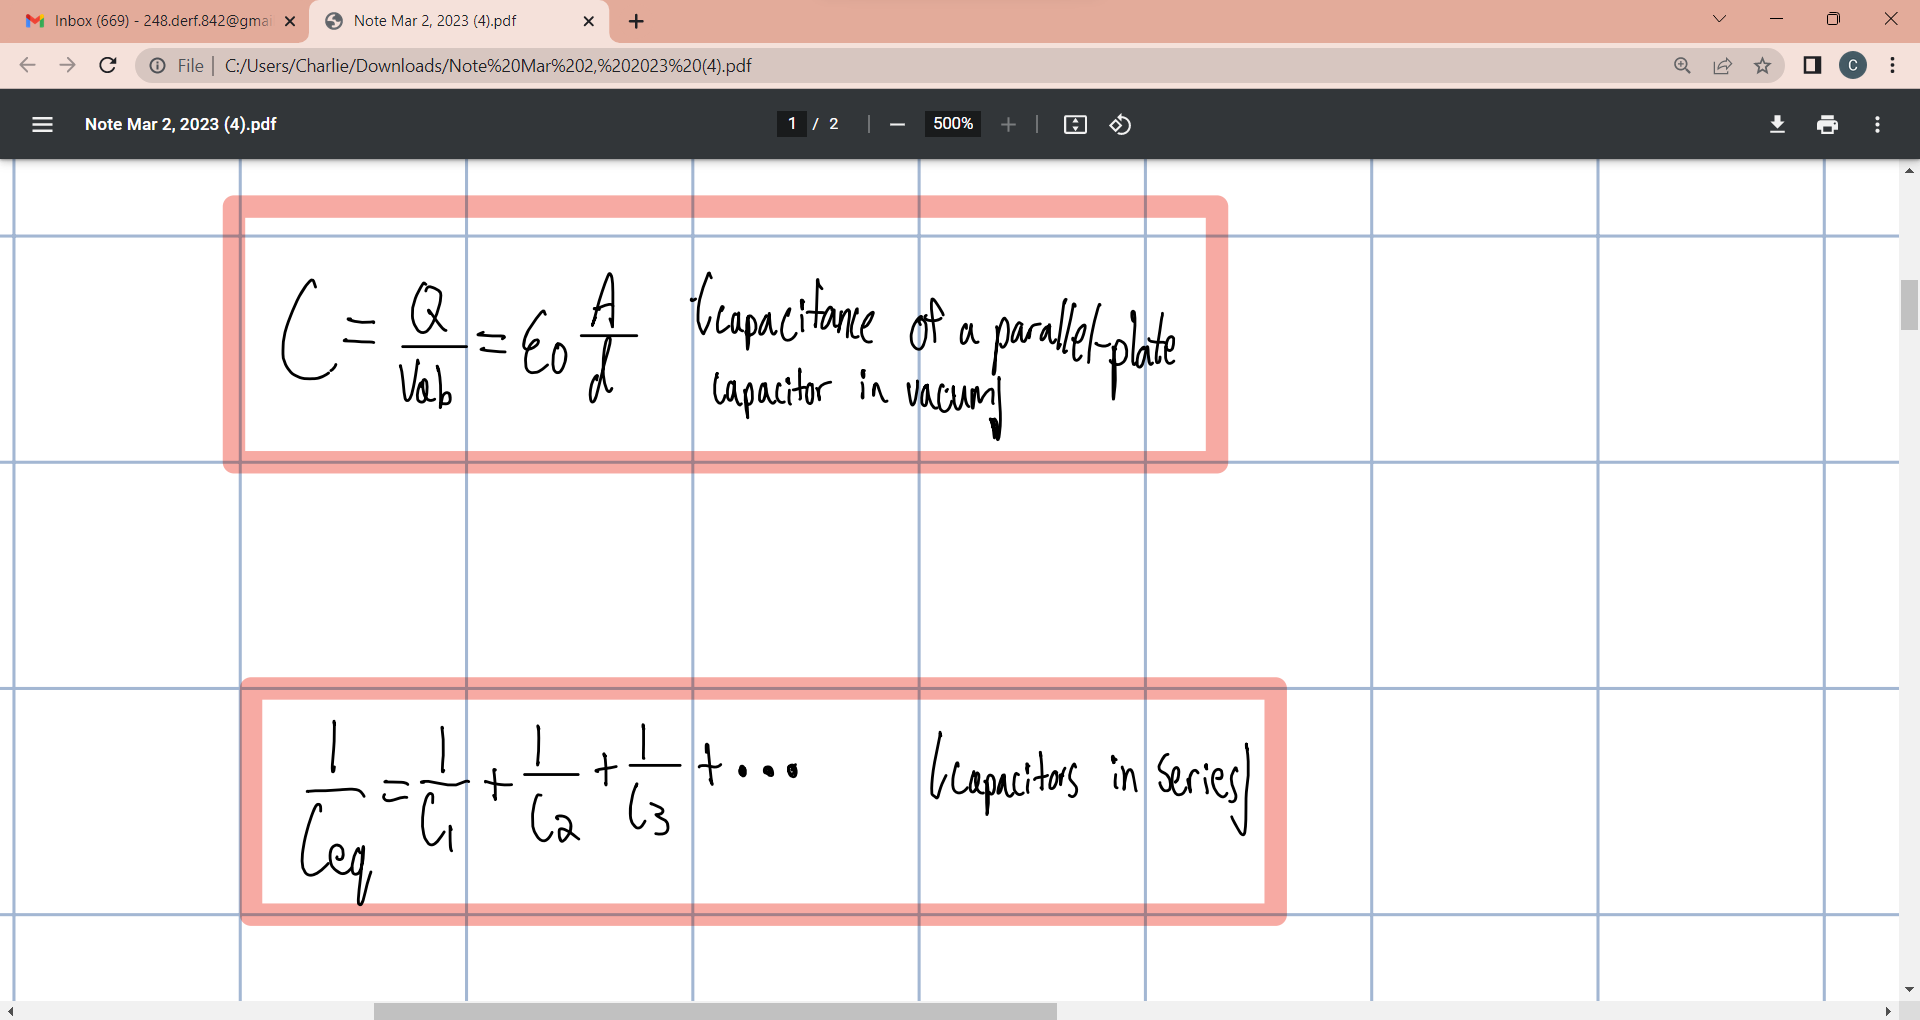 Inbox (669) - 248.derf.842@gmai
Note Mar 2, 2023 (4).pdf
File | C:/Users/Charlie/Downloads/Note%20Mar%202,%202023%20(4).pdf
C
Note Mar 2, 2023 (4).pdf
1 / 2 | − 500% + |
C = Q/Vab = ε0 A/d (capacitance of a parallel-plate
capacitor in vacuum)
1/Ceq = 1/C1 + 1/C2 + 1/C3 + ... (capacitors in series)